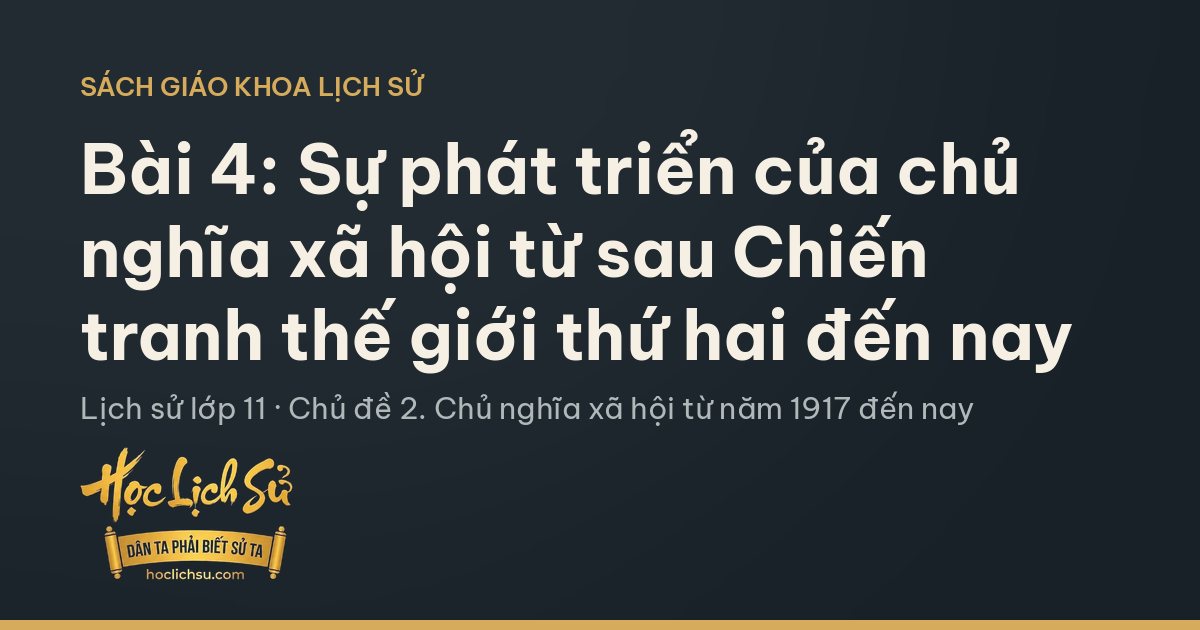 SÁCH GIÁO KHOA LỊCH SỬ
Bài 4: Sự phát triển của chủ
nghĩa xã hội từ sau Chiến
tranh thế giới thứ hai đến nay
Lịch sử lớp 11 · Chủ đề 2. Chủ nghĩa xã hội từ năm 1917 đến nay
Học Lịch Sử
DÂN TA PHẢI BIẾT SỬ TA
hoclichsu.com